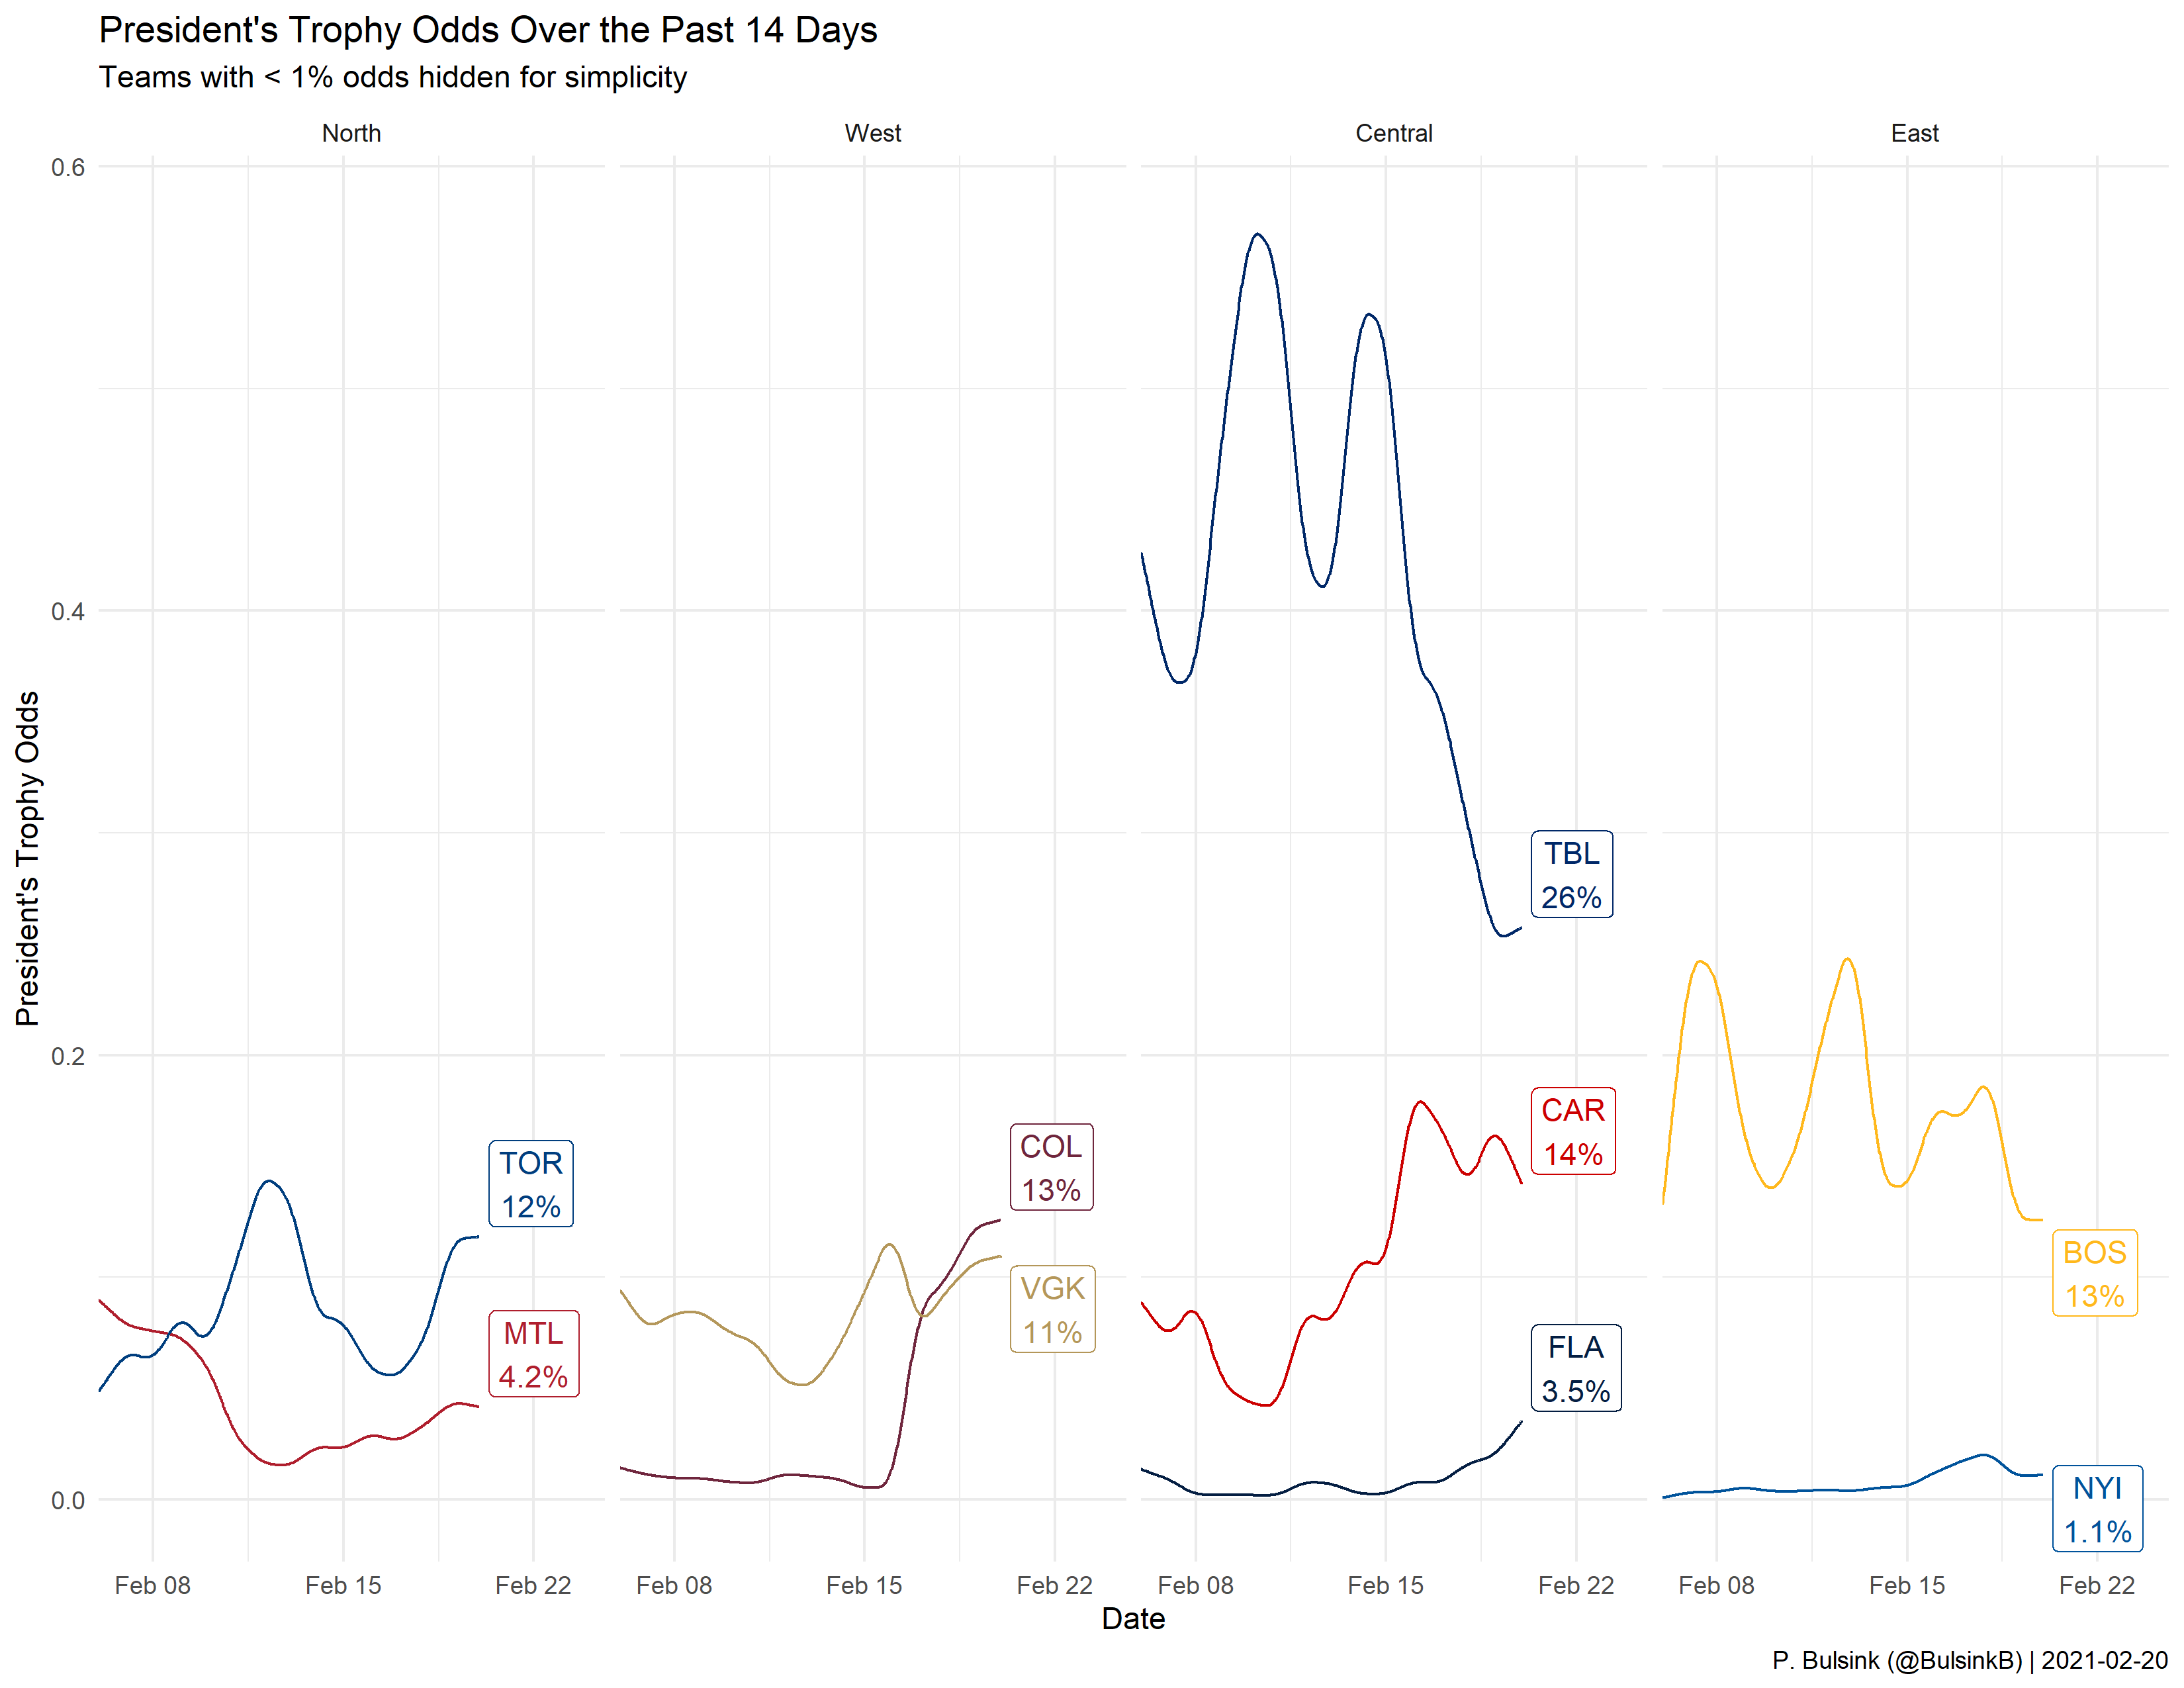 President's Trophy Odds Over the Past 14 Days
Teams with < 1% odds hidden for simplicity
North
West
Central
East
President's Trophy Odds
0.6
0.4
0.2
0.0
TOR
12%
MTL
4.2%
COL
13%
VGK
11%
TBL
26%
CAR
14%
FLA
3.5%
BOS
13%
NYI
1.1%
Feb 08
Feb 15
Feb 22
Feb 08
Feb 15
Feb 22
Feb 08
Feb 15
Feb 22
Feb 08
Feb 15
Feb 22
Date
P. Bulsink (@BulsinkB) | 2021-02-20